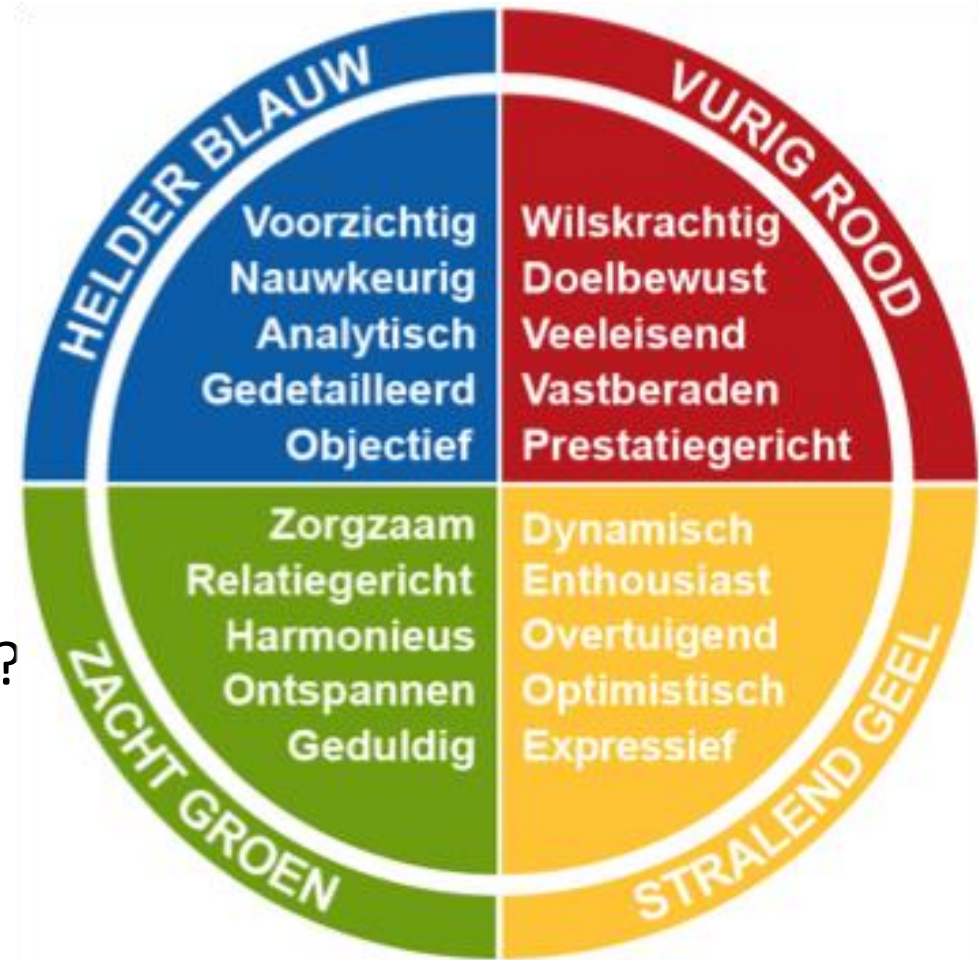 HELDER BLAUW
Voorzichtig
Nauwkeurig
Analytisch
Gedetailleerd
Objectief
VURIG ROOD
Wilskrachtig
Doelbewust
Veeleisend
Vastberaden
Prestatiegericht
?
ZACHT GROEN
Zorgzaam
Relatiegericht
Harmonieus
Ontspannen
Geduldig
STRALEND GEEL
Dynamisch
Enthousiast
Overtuigend
Optimistisch
Expressief